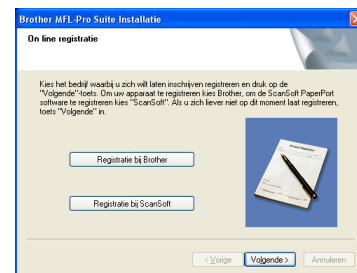 Brother MFL-Pro Suite Installatie
On line registratie
Kies het bedrijf waarbij u zich wilt laten inschrijven registreren en druk op de
"Volgende"-toets. Om uw apparaat te registreren kies Brother, om de ScanSoft PaperPort
software te registreren kies "ScanSoft". Als u zich liever niet op dit moment laat registreren,
toets "Volgende" in.
Registratie bij Brother
Registratie bij ScanSoft
< Vorige
Volgende >
Annuleren